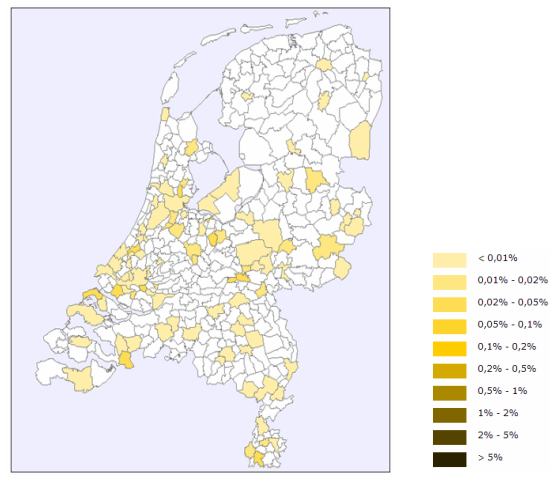 < 0,01%
0,01% - 0,02%
0,02% - 0,05%
0,05% - 0,1%
0,1% - 0,2%
0,2% - 0,5%
0,5% - 1%
1% - 2%
2% - 5%
> 5%